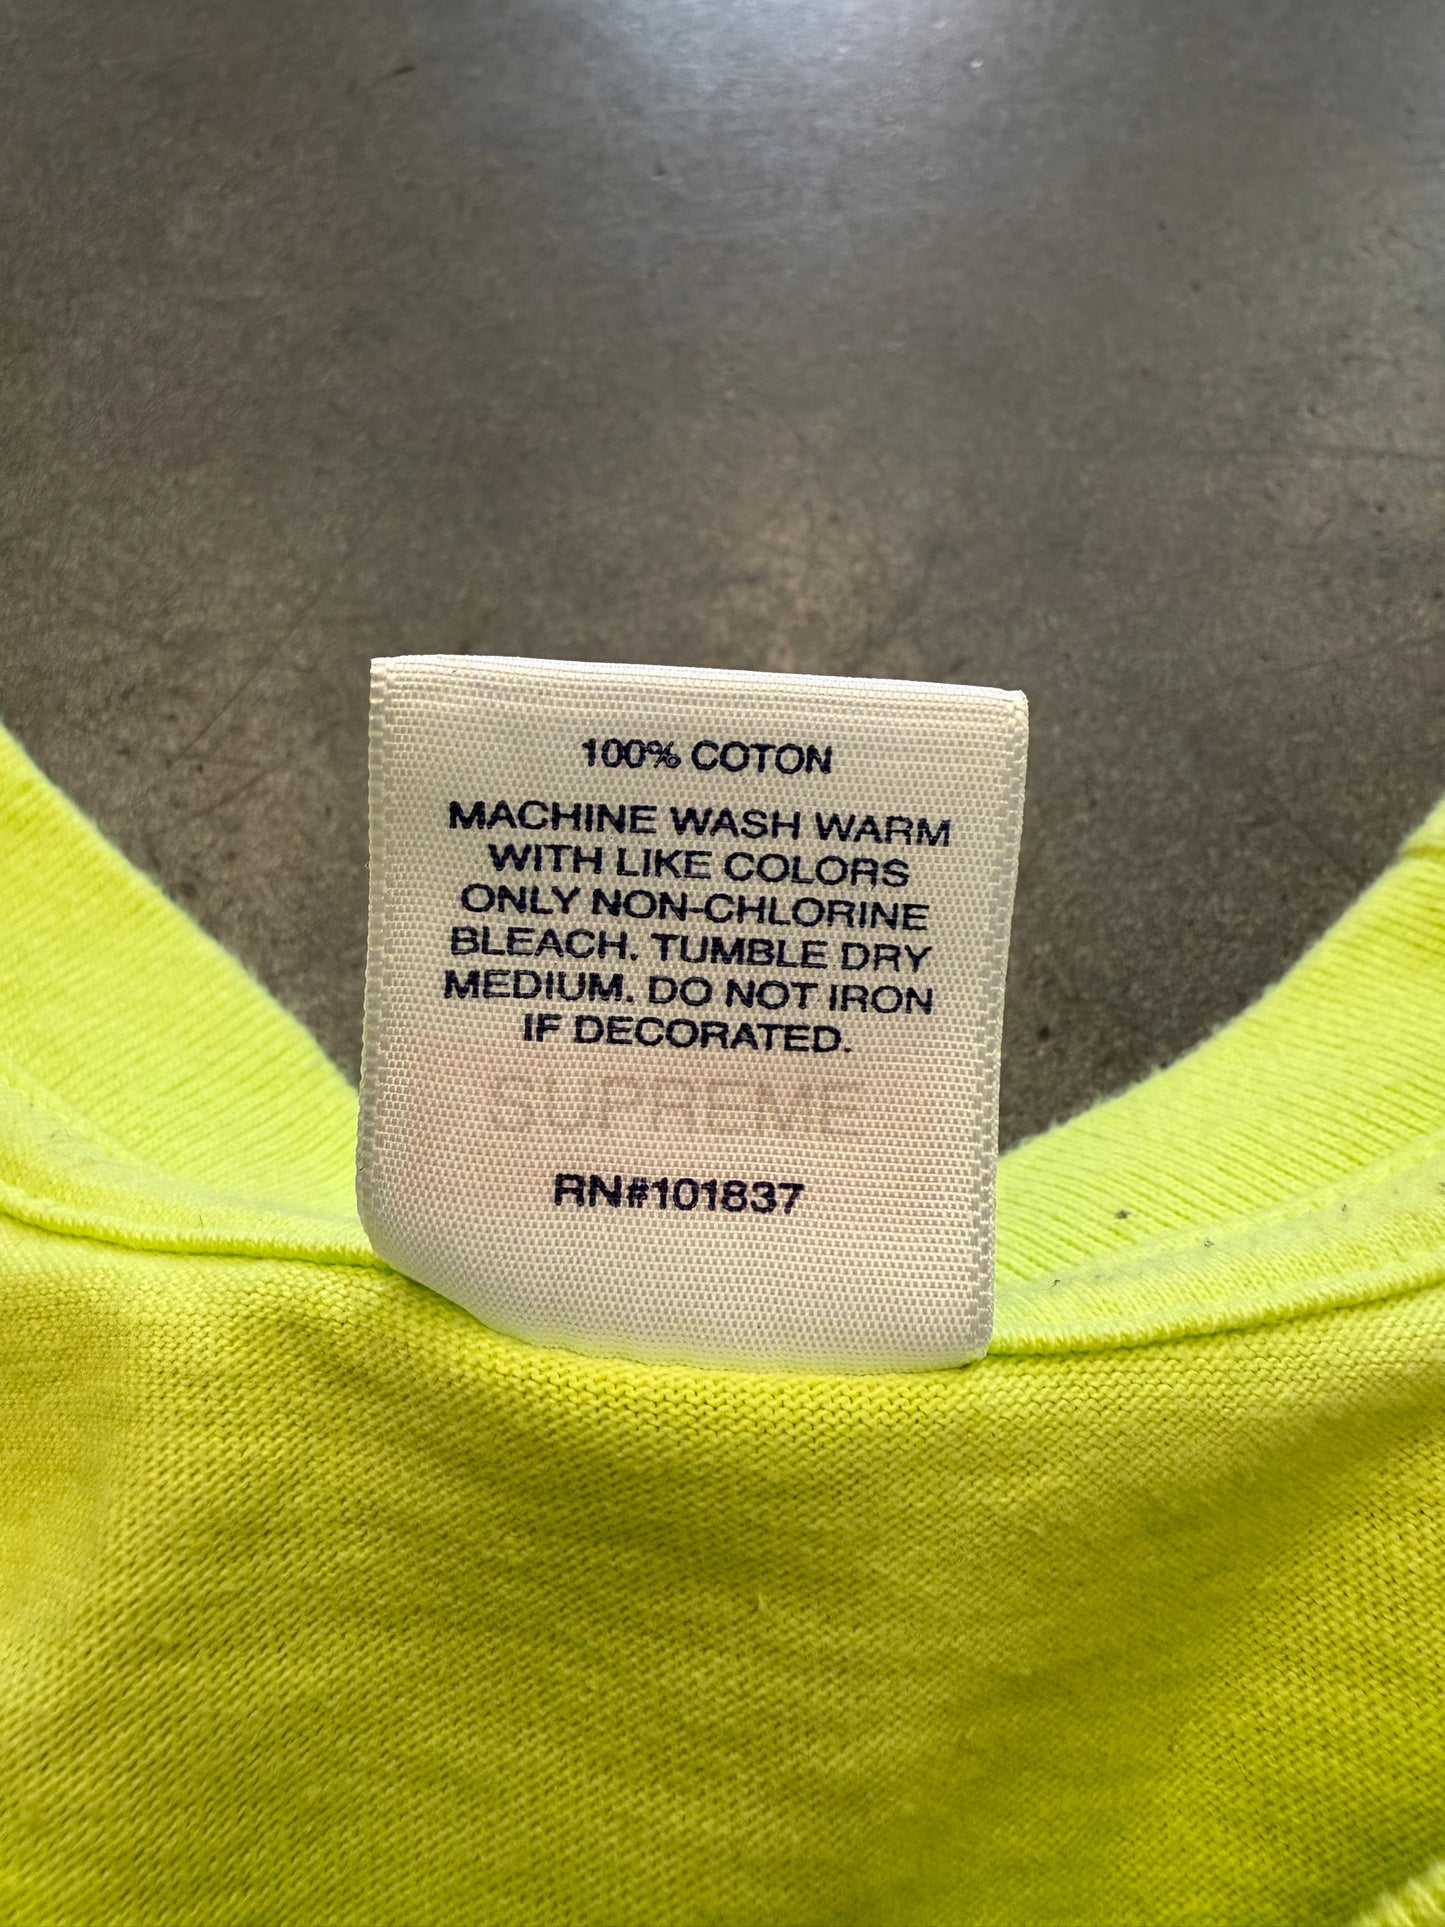 100% COTON
MACHINE WASH WARM
WITH LIKE COLORS
ONLY NON-CHLORINE
BLEACH. TUMBLE DRY
MEDIUM. DO NOT IRON
IF DECORATED.
SUPREME
RN#101837